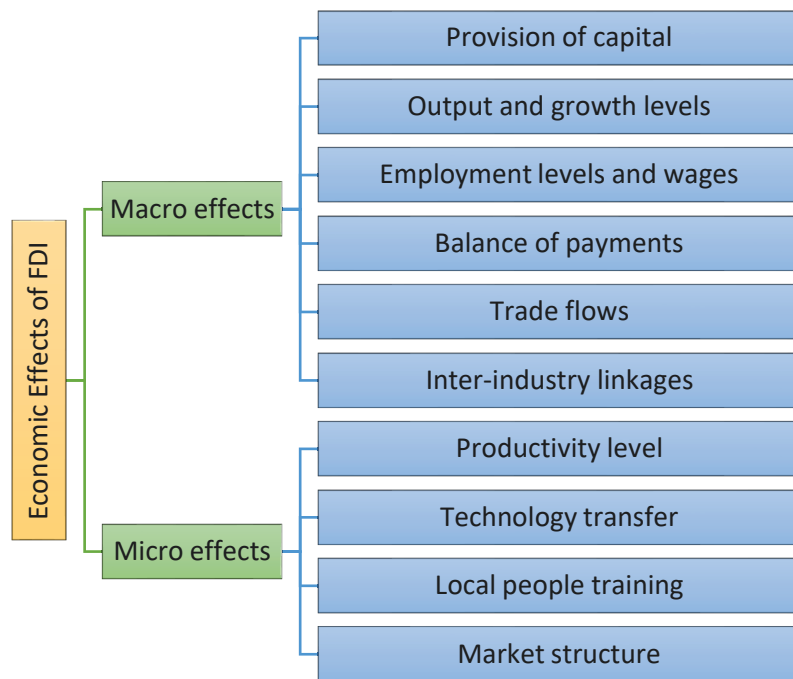 Economic Effects of FDI
Macro effects
Provision of capital
Output and growth levels
Employment levels and wages
Balance of payments
Trade flows
Inter-industry linkages
Micro effects
Productivity level
Technology transfer
Local people training
Market structure